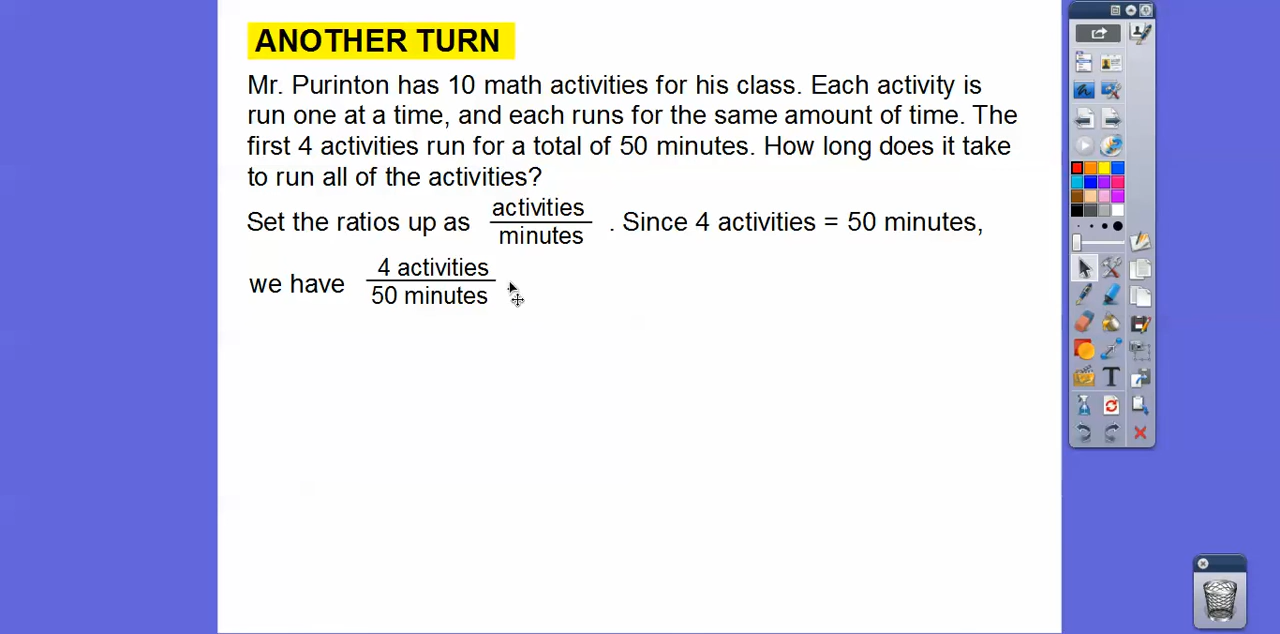 ANOTHER TURN
Mr. Purinton has 10 math activities for his class. Each activity is
run one at a time, and each runs for the same amount of time. The
first 4 activities run for a total of 50 minutes. How long does it take
to run all of the activities?
Set the ratios up as activities / minutes . Since 4 activities = 50 minutes,
we have 4 activities / 50 minutes